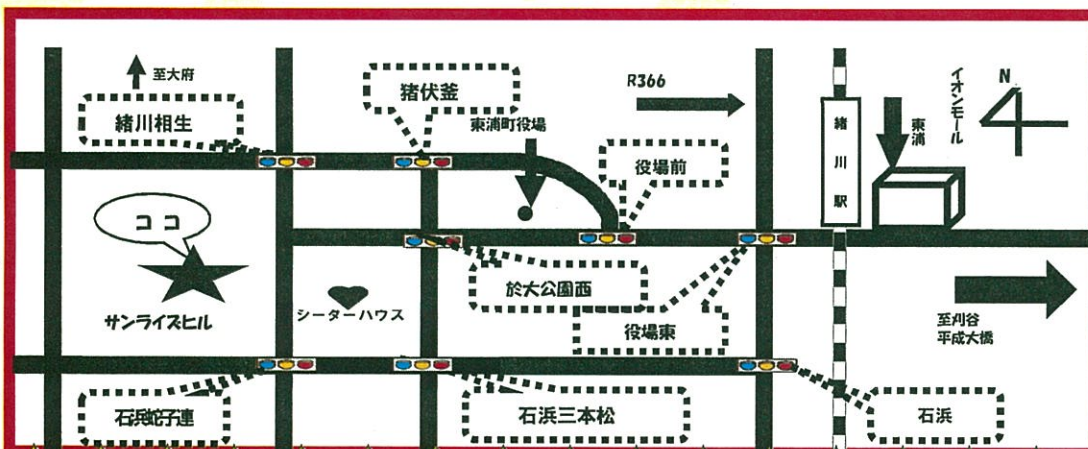 至大府
緒川相生
猪伏釜
東浦町役場
R366
役場前
緒川駅
イオンモール
東浦
N
ココ
サンライズヒル
シーダーハウス
於大公園西
役場東
至刈谷
平成大橋
石浜蛇子連
石浜三本松
石浜